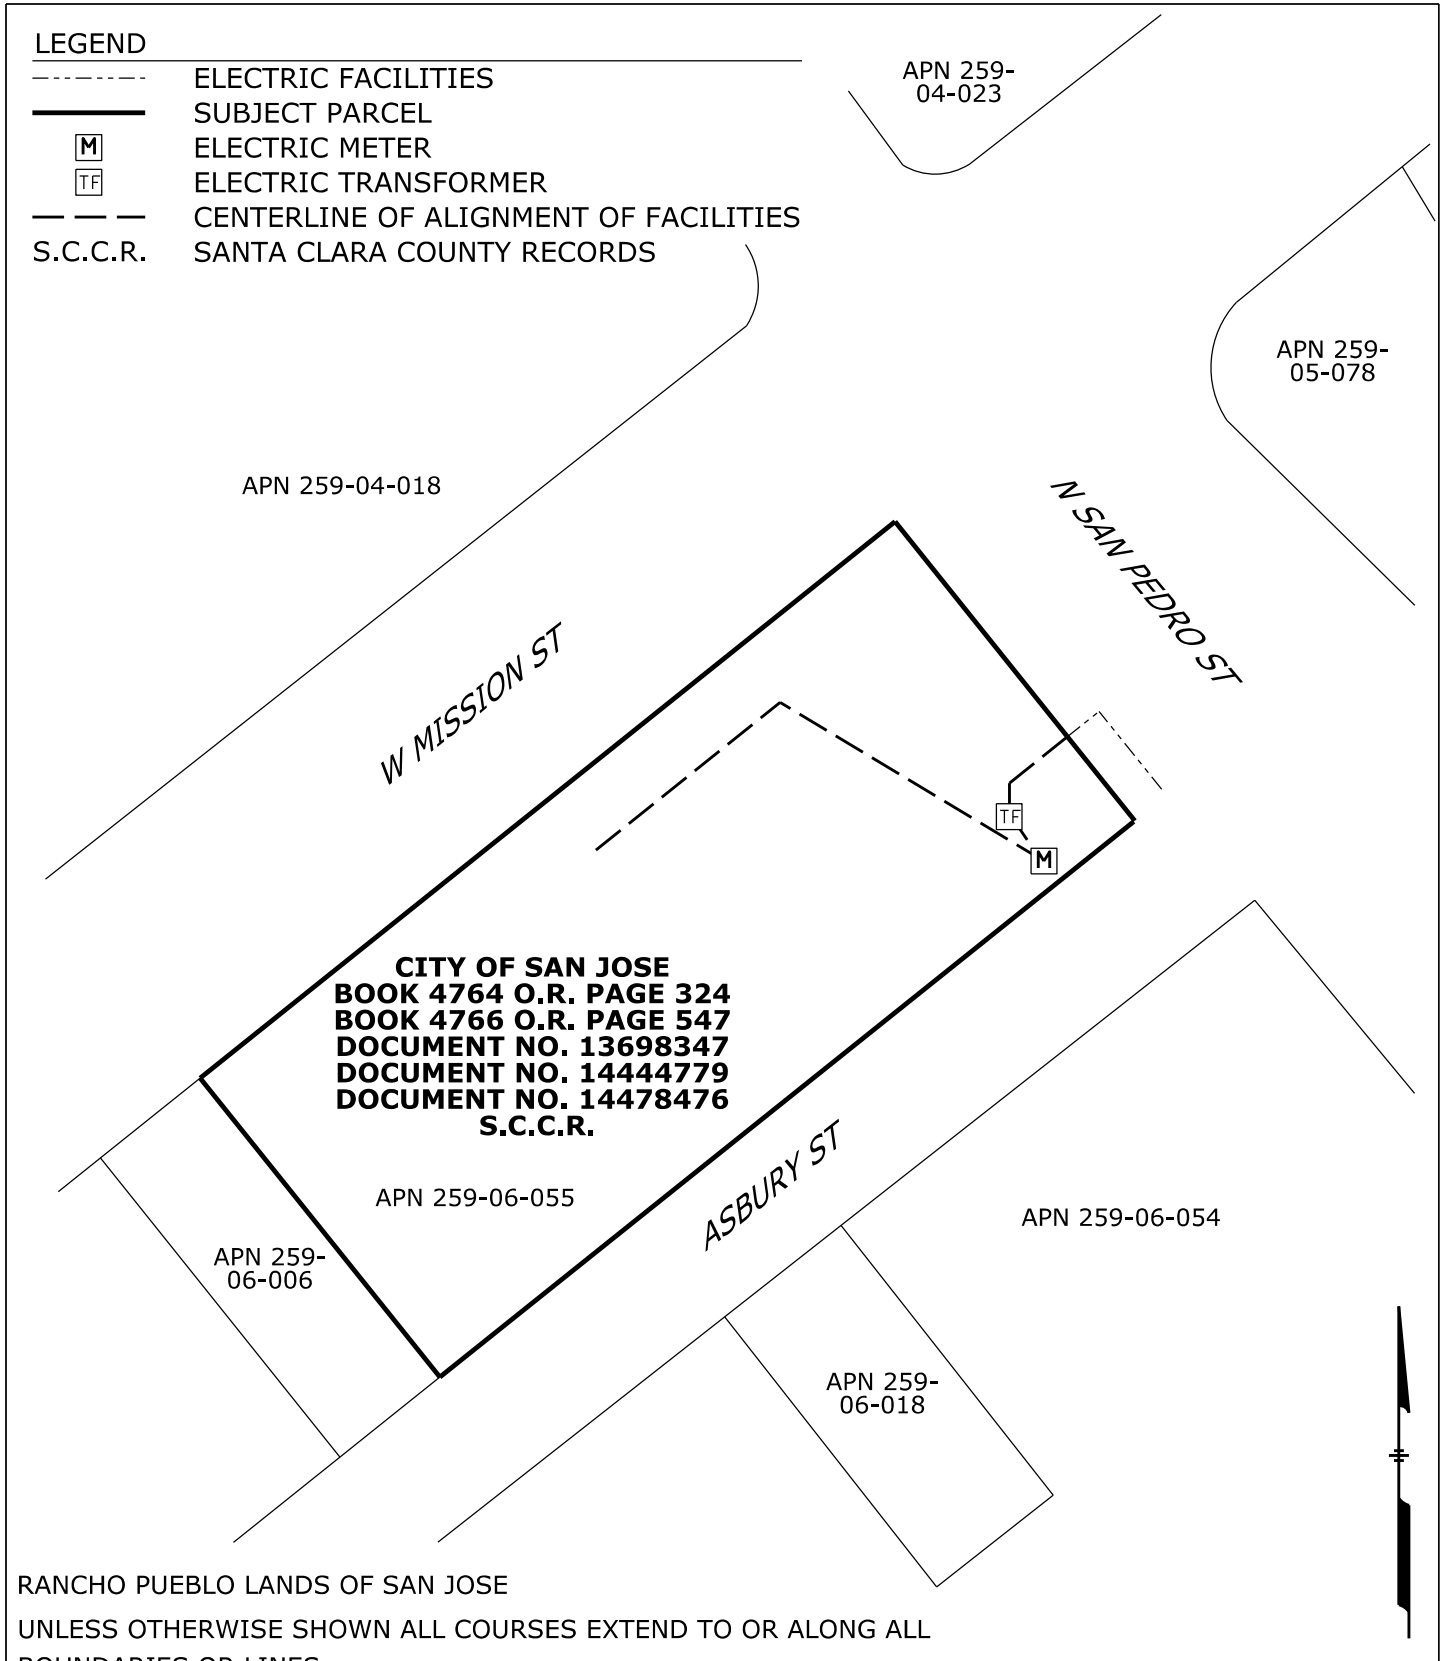 LEGEND
ELECTRIC FACILITIES
SUBJECT PARCEL
M ELECTRIC METER
TF ELECTRIC TRANSFORMER
CENTERLINE OF ALIGNMENT OF FACILITIES
S.C.C.R. SANTA CLARA COUNTY RECORDS
APN 259-
04-023
APN 259-
05-078
APN 259-04-018
N SAN PEDRO ST
W MISSION ST
TF
M
CITY OF SAN JOSE
BOOK 4764 O.R. PAGE 324
BOOK 4766 O.R. PAGE 547
DOCUMENT NO. 13698347
DOCUMENT NO. 14444779
DOCUMENT NO. 14478476
S.C.C.R.
APN 259-06-055
ASBURY ST
APN 259-06-054
APN 259-
06-006
APN 259-
06-018
RANCHO PUEBLO LANDS OF SAN JOSE
UNLESS OTHERWISE SHOWN ALL COURSES EXTEND TO OR ALONG ALL
BOUNDARIES OR LINES